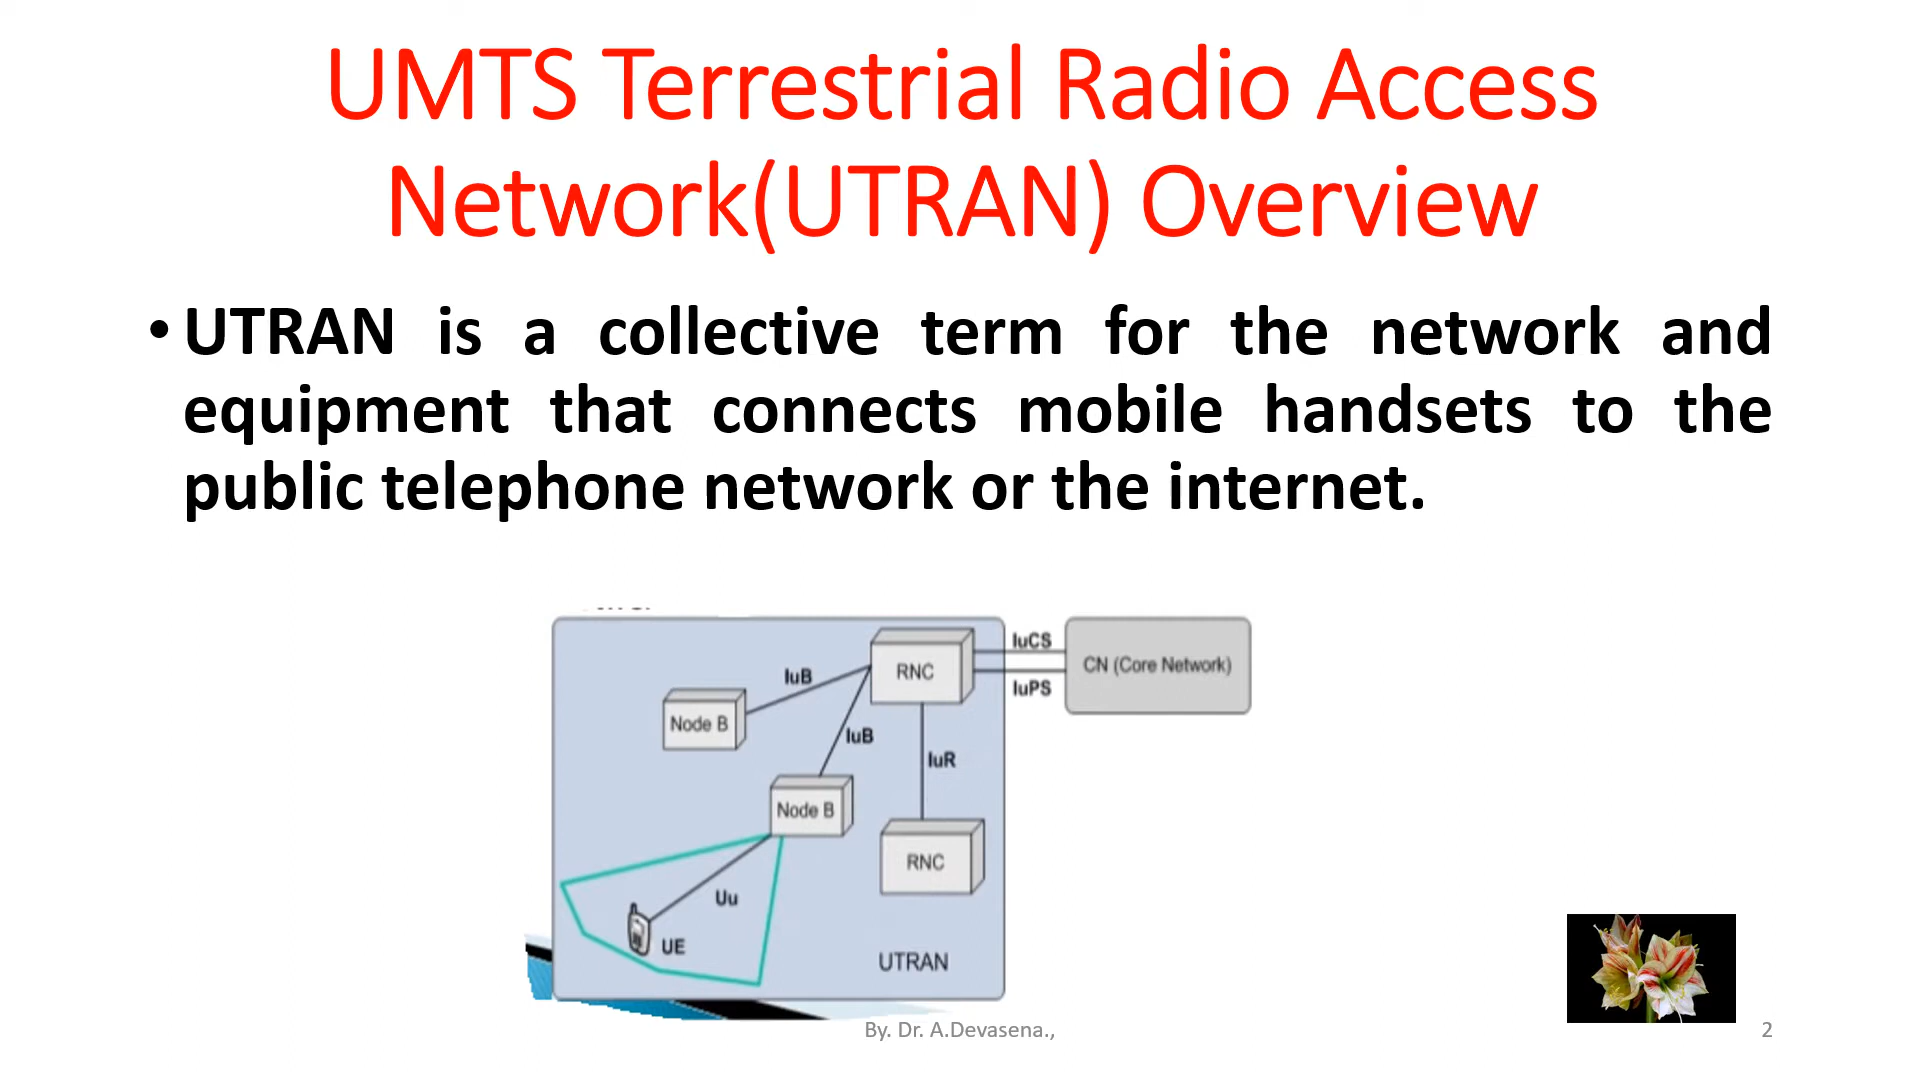 UMTS Terrestrial Radio Access
Network(UTRAN) Overview
• UTRAN is a collective term for the network and
equipment that connects mobile handsets to the
public telephone network or the internet.
IuCS
RNC
CN (Core Network)
IuB
IuPS
Node B
IuB
IuR
Node B
RNC
Uu
UE
UTRAN
By. Dr. A.Devasena.,
2